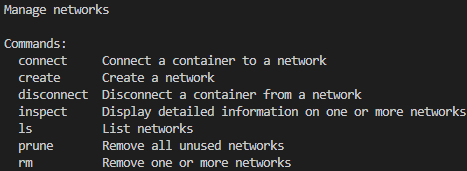 Manage networks
Commands:
connect Connect a container to a network
create Create a network
disconnect Disconnect a container from a network
inspect Display detailed information on one or more networks
ls List networks
prune Remove all unused networks
rm Remove one or more networks